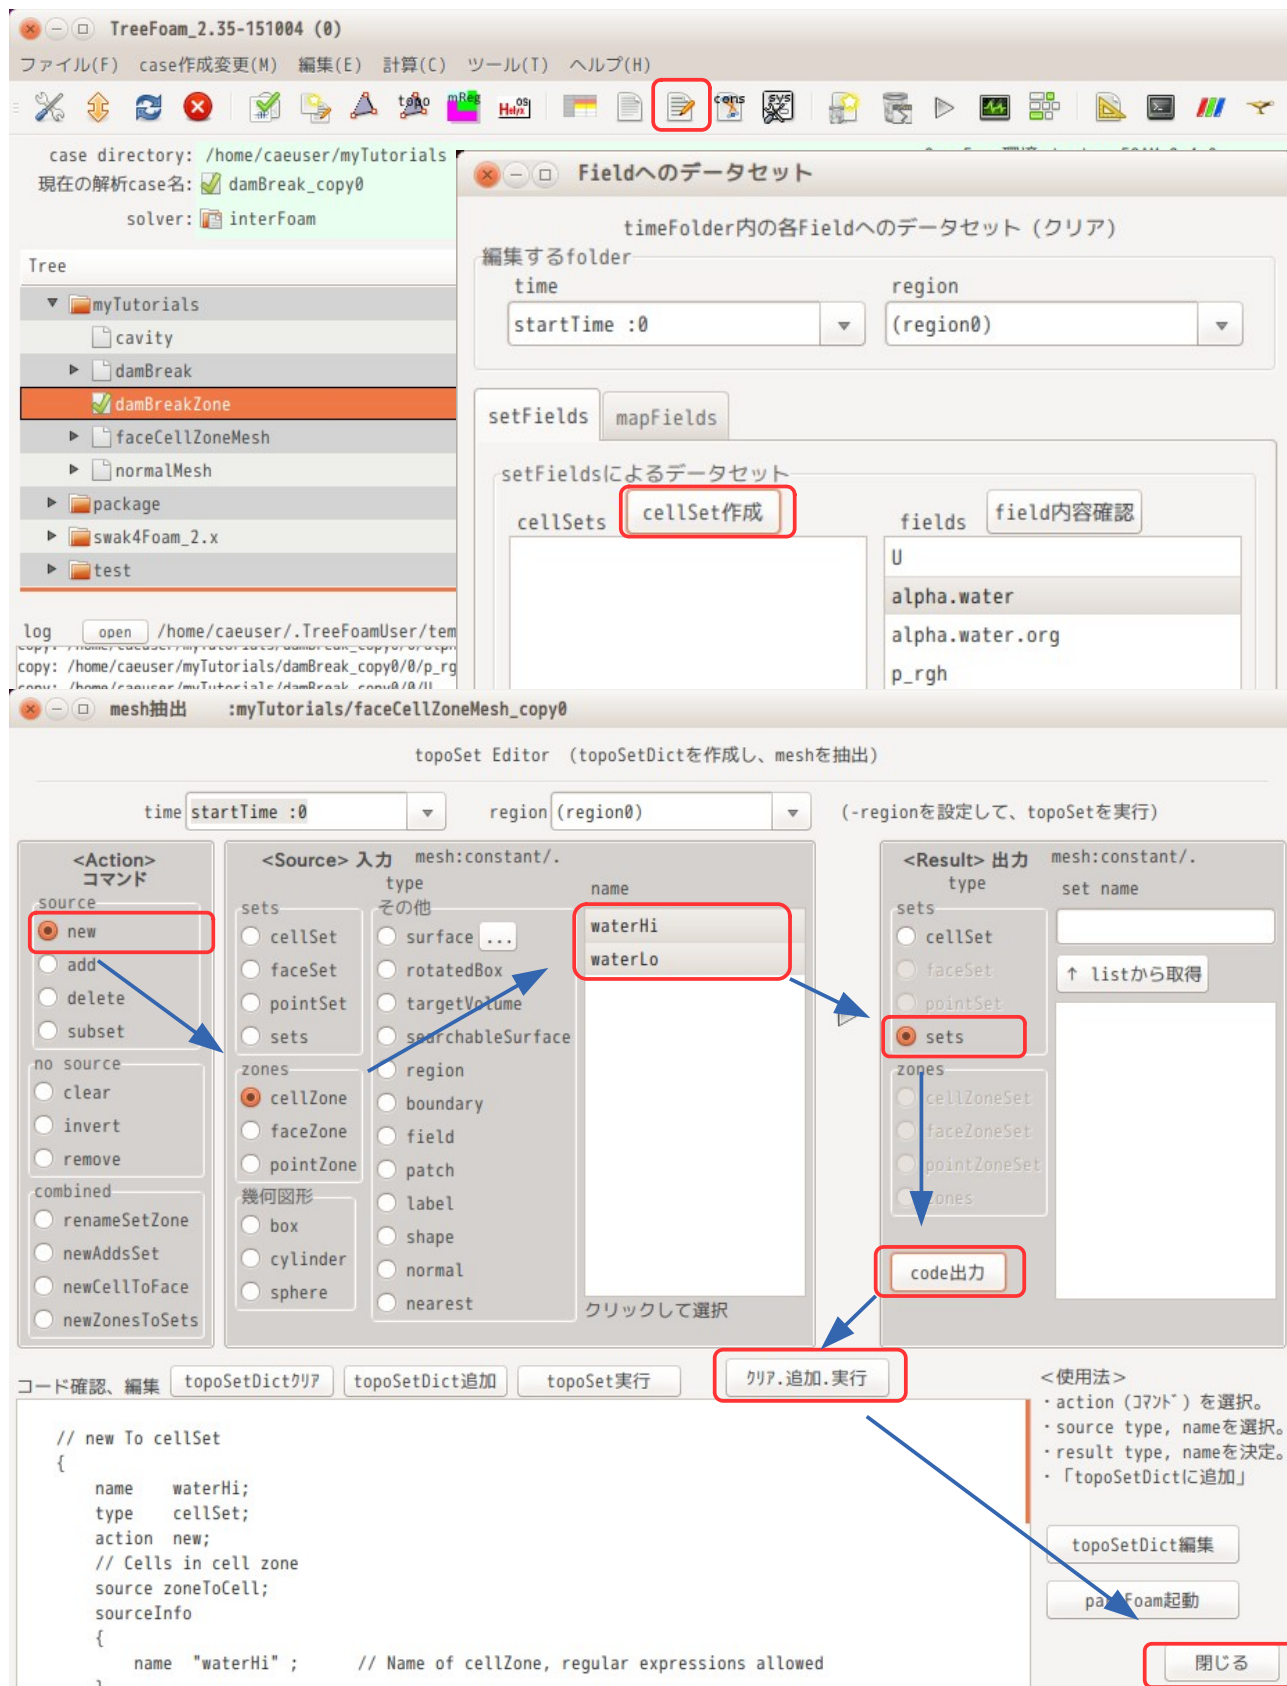 TreeFoam_2.35-151004 (0)
ファイル(F) case作成変更(M) 編集(E) 計算(C) ツール(T) ヘルプ(H)
topo mReg OS Helyx cons sys
case directory: /home/caeuser/myTutorials
現在の解析case名: damBreak_copy0
solver: interFoam
Tree
myTutorials
cavity
damBreak
damBreakZone
faceCellZoneMesh
normalMesh
package
swak4Foam_2.x
test
log open /home/caeuser/.TreeFoamUser/tem
copy: /home/caeuser/myTutorials/damBreak_copy0/0/alph
copy: /home/caeuser/myTutorials/damBreak_copy0/0/p_rg
copy: /home/caeuser/myTutorials/damBreak_copy0/0/U
Fieldへのデータセット
timeFolder内の各Fieldへのデータセット (クリア)
編集するfolder
time region
startTime :0 (region0)
setFields mapFields
setFieldsによるデータセット
cellSets cellSet作成 fields field内容確認
U
alpha.water
alpha.water.org
p_rgh
mesh抽出 :myTutorials/faceCellZoneMesh_copy0
topoSet Editor (topoSetDictを作成し、meshを抽出)
time startTime :0 region (region0) (-regionを設定して、topoSetを実行)
<Action>
コマンド
source
new
add
delete
subset
no source
clear
invert
remove
combined
renameSetZone
newAddsSet
newCellToFace
newZonesToSets
<Source> 入力 mesh:constant/.
type
sets
cellSet
faceSet
pointSet
sets
zones
cellZone
faceZone
pointZone
幾何図形
box
cylinder
sphere
その他
surface ...
rotatedBox
targetVolume
searchableSurface
region
boundary
field
patch
label
shape
normal
nearest
name
waterHi
waterLo
クリックして選択
<Result> 出力 mesh:constant/.
type set name
sets
cellSet
faceSet
pointSet
sets
zones
cellZoneSet
faceZoneSet
pointZoneSet
zones
↑ listから取得
code出力
コード確認、編集 topoSetDictクリア topoSetDict追加 topoSet実行 クリア.追加.実行
// new To cellSet
{
name waterHi;
type cellSet;
action new;
// Cells in cell zone
source zoneToCell;
sourceInfo
{
name "waterHi" ; // Name of cellZone, regular expressions allowed
}
<使用法>
・action (コマンド) を選択。
・source type, nameを選択。
・result type, nameを決定。
・「topoSetDictに追加」
topoSetDict編集
Foam起動
閉じる